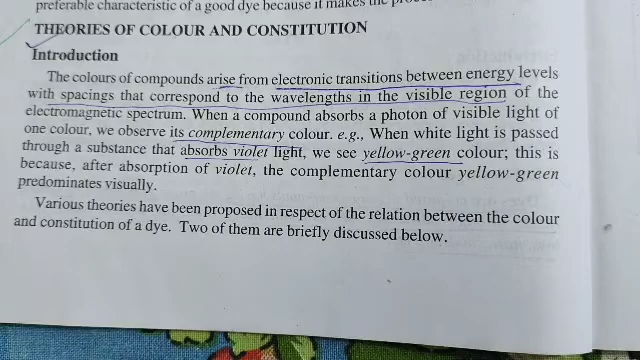 preferable characteristic of a good dye because it makes the
THEORIES OF COLOUR AND CONSTITUTION
Introduction
The colours of compounds arise from electronic transitions between energy levels
with spacings that correspond to the wavelengths in the visible region of the
electromagnetic spectrum. When a compound absorbs a photon of visible light of
one colour, we observe its complementary colour. e.g., When white light is passed
through a substance that absorbs violet light, we see yellow-green colour; this is
because, after absorption of violet, the complementary colour yellow-green
predominates visually.
Various theories have been proposed in respect of the relation between the colour
and constitution of a dye. Two of them are briefly discussed below.